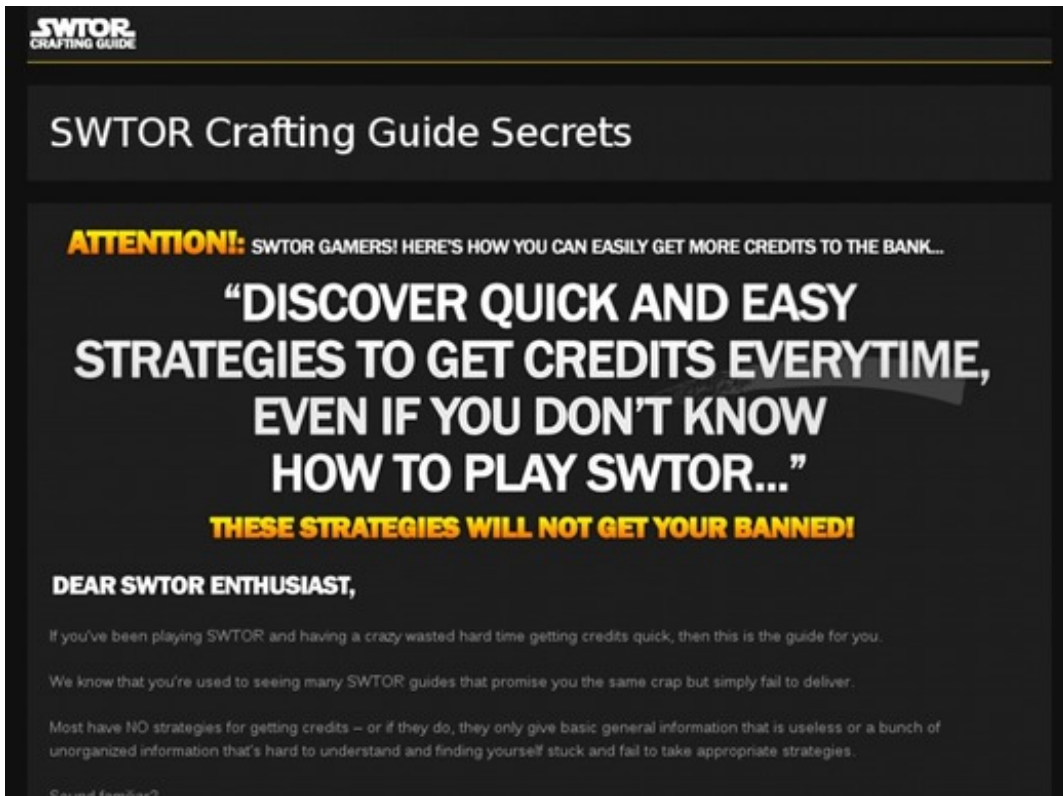 SWTOR
CRAFTING GUIDE
SWTOR Crafting Guide Secrets
ATTENTION!: SWTOR GAMERS! HERE'S HOW YOU CAN EASILY GET MORE CREDITS TO THE BANK...
“DISCOVER QUICK AND EASY
STRATEGIES TO GET CREDITS EVERYTIME,
EVEN IF YOU DON’T KNOW
HOW TO PLAY SWTOR...”
THESE STRATEGIES WILL NOT GET YOUR BANNED!
DEAR SWTOR ENTHUSIAST,
If you've been playing SWTOR and having a crazy wasted hard time getting credits quick, then this is the guide for you.
We know that you're used to seeing many SWTOR guides that promise you the same crap but simply fail to deliver.
Most have NO strategies for getting credits – or if they do, they only give basic general information that is useless or a bunch of
unorganized information that's hard to understand and finding yourself stuck and fail to take appropriate strategies.
Sound familiar?